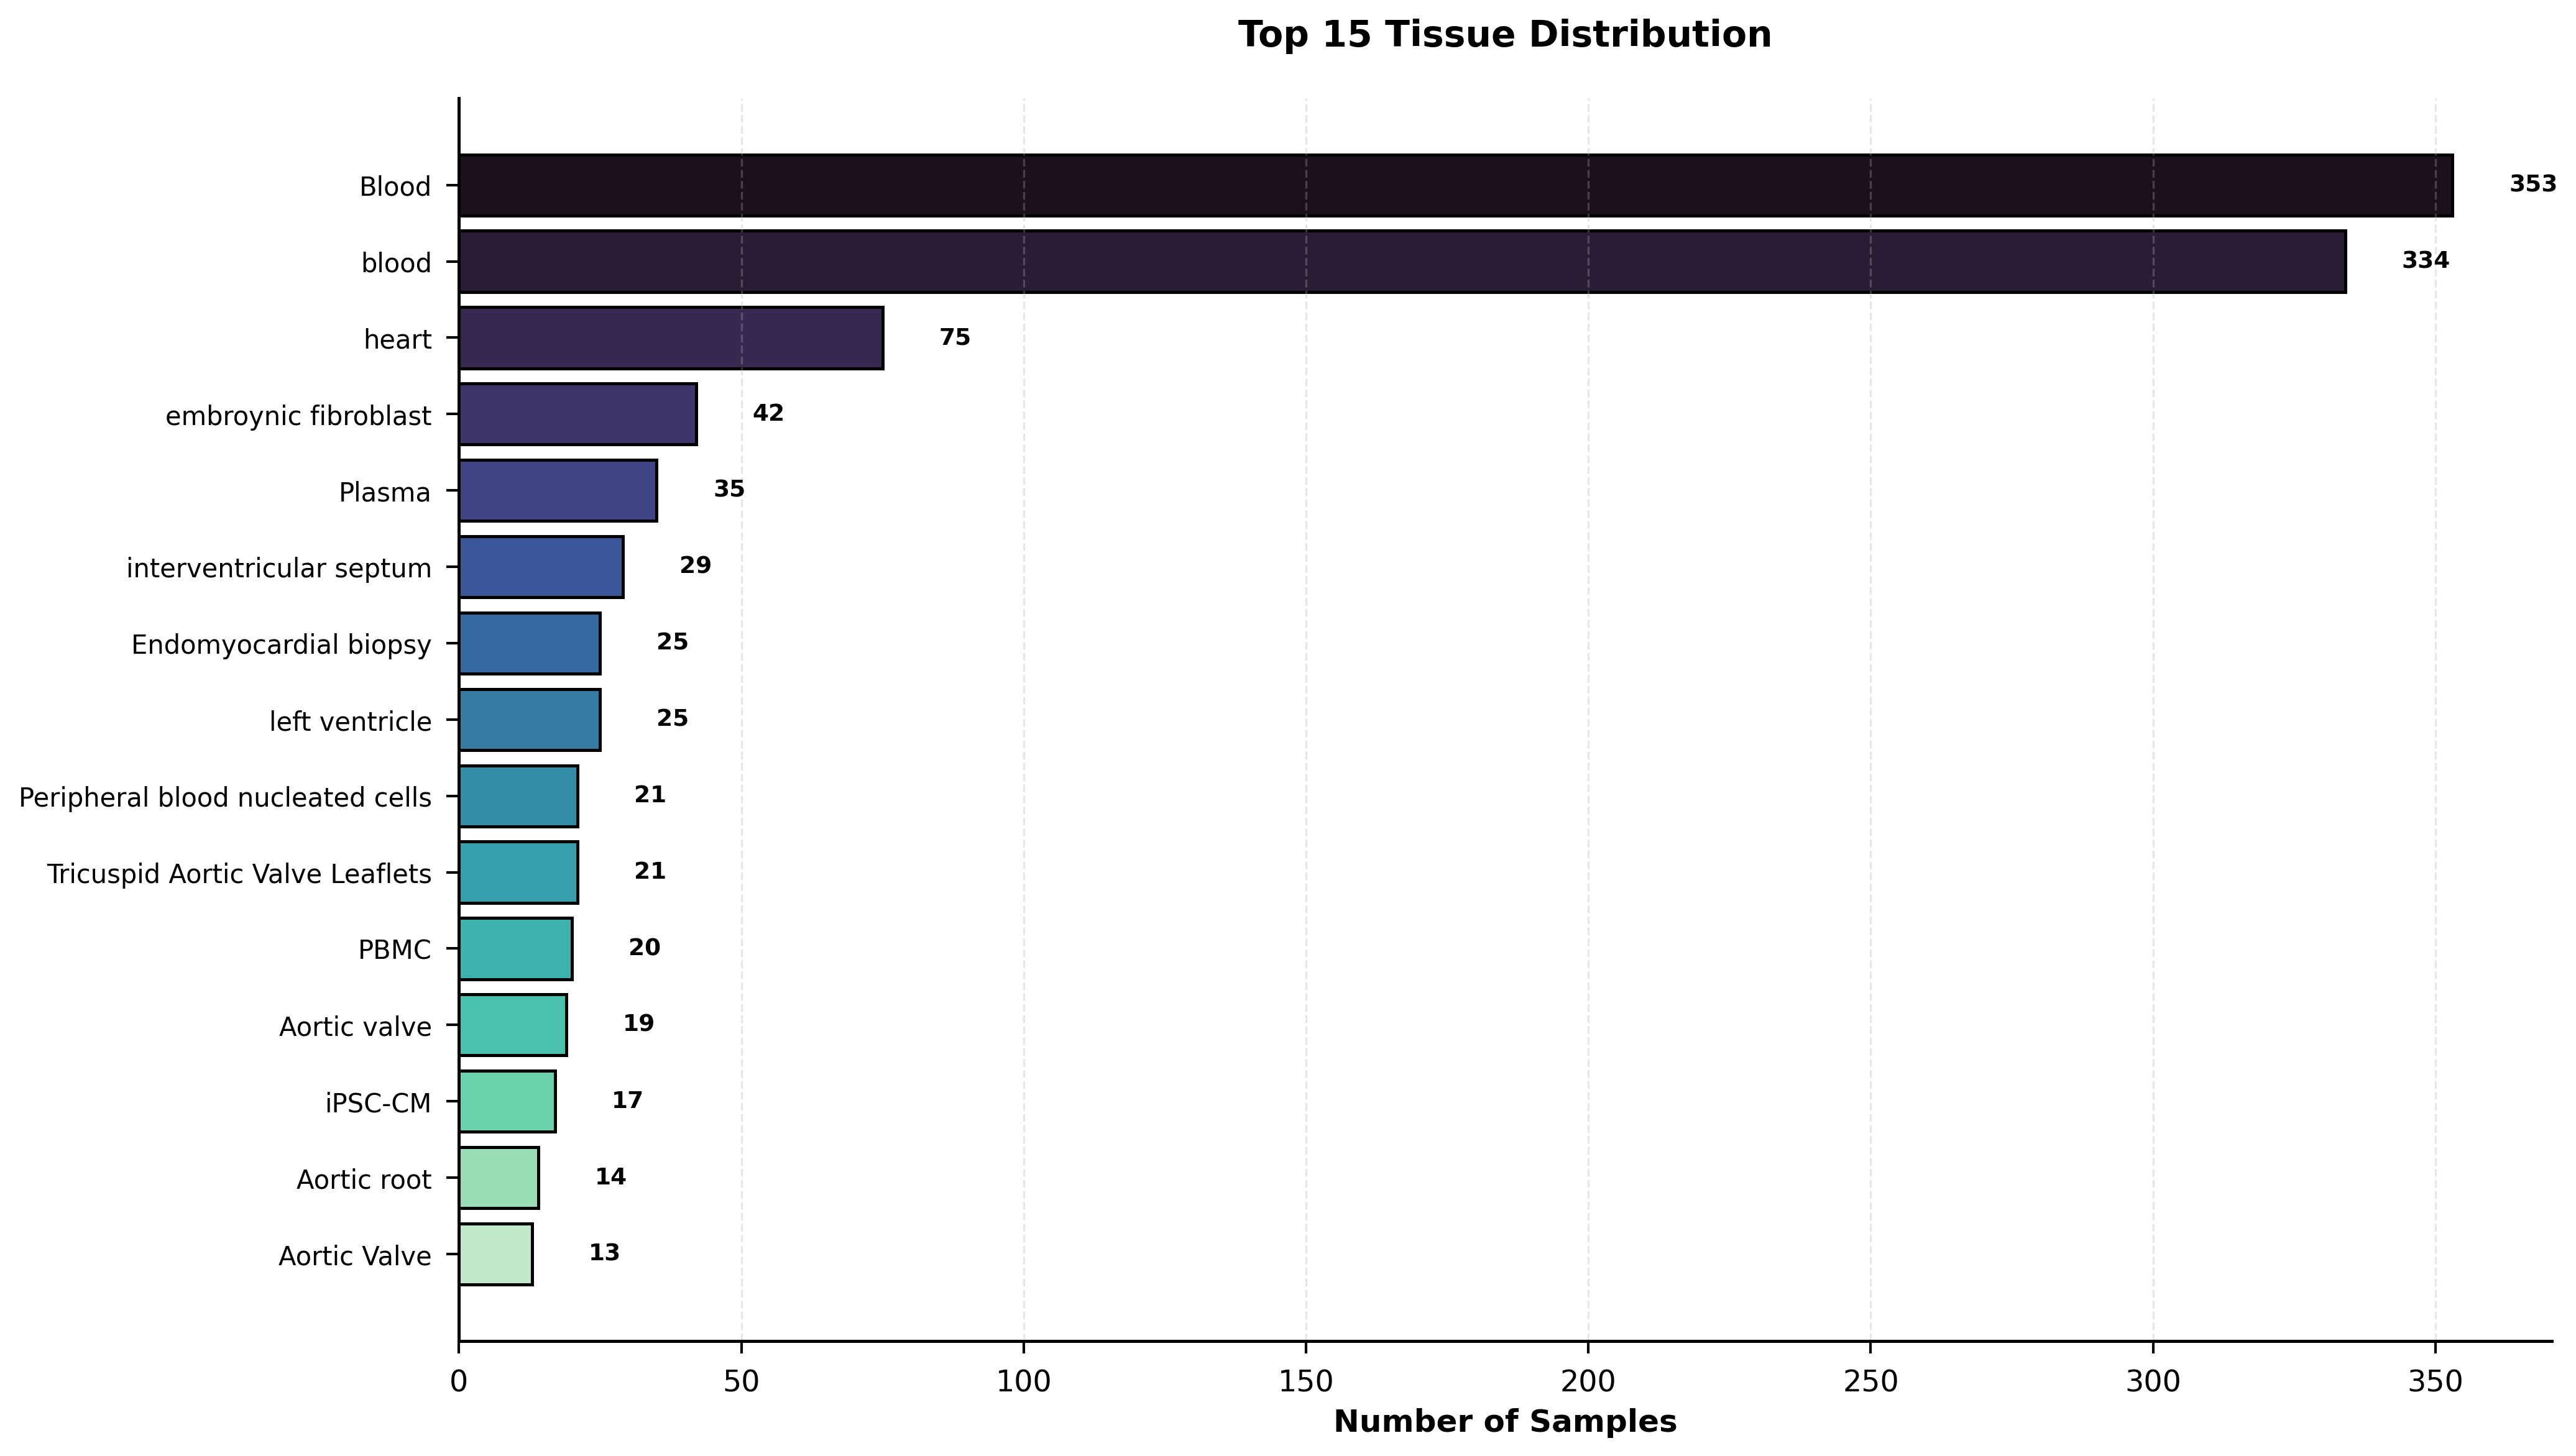 Top 15 Tissue Distribution
Blood 353
blood 334
heart 75
embroynic fibroblast 42
Plasma 35
interventricular septum 29
Endomyocardial biopsy 25
left ventricle 25
Peripheral blood nucleated cells 21
Tricuspid Aortic Valve Leaflets 21
PBMC 20
Aortic valve 19
iPSC-CM 17
Aortic root 14
Aortic Valve 13
0 50 100 150 200 250 300 350
Number of Samples